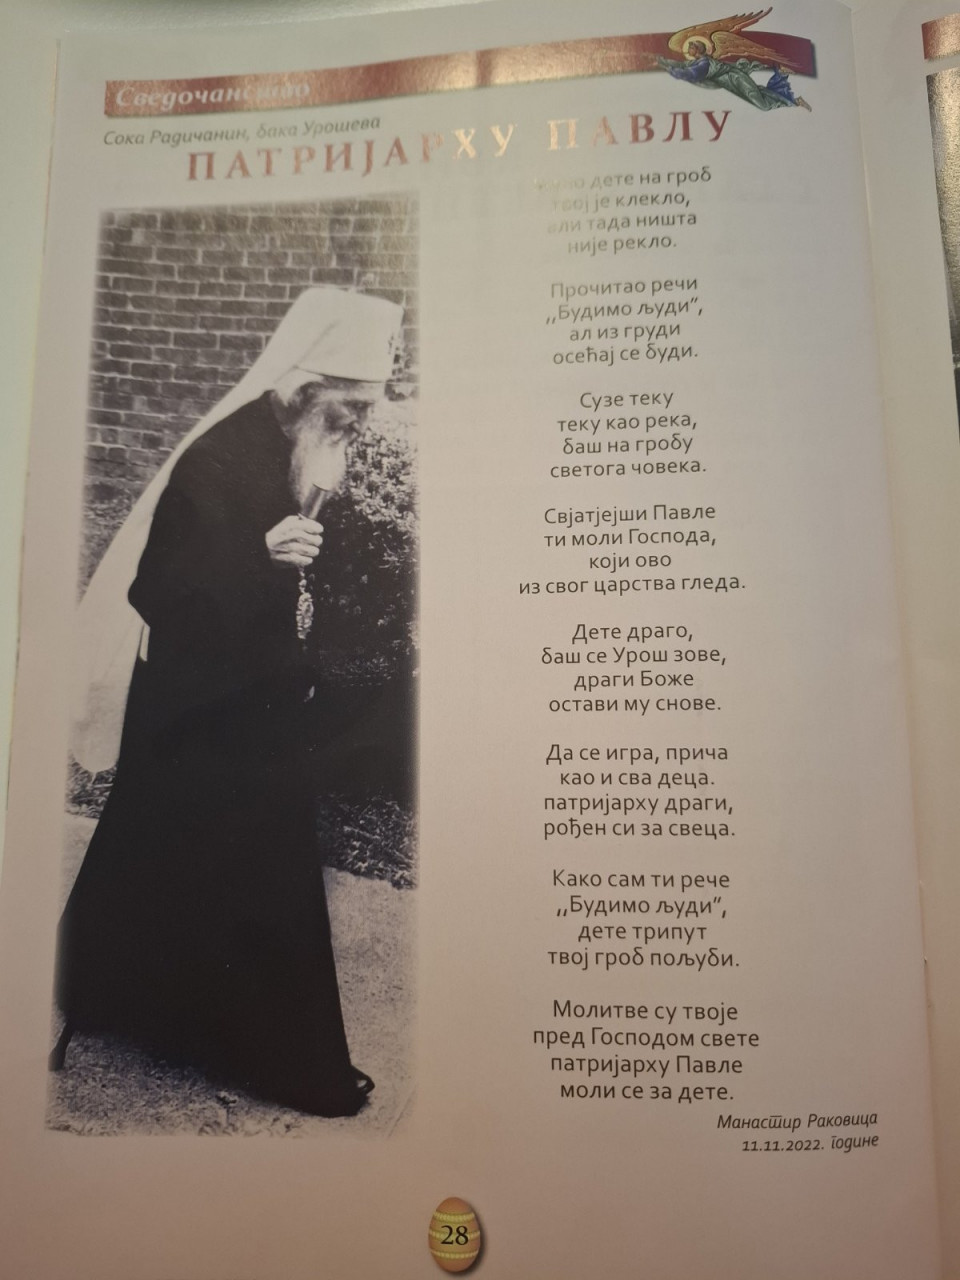 Сведочанство
Сока Радичанин, бака Урошева
ПАТРИЈАРХУ ПАВЛУ
дете на гроб
твој је клекло,
али тада ништа
није рекло.
Прочитао речи
,,Будимо људи”,
ал из груди
осећај се буди.
Сузе теку
теку као река,
баш на гробу
светога човека.
Свјатјејши Павле
ти моли Господа,
који ово
из свог царства гледа.
Дете драго,
баш се Урош зове,
драги Боже
остави му снове.
Да се игра, прича
као и сва деца.
патријарху драги,
рођен си за свеца.
Како сам ти рече
,,Будимо људи”,
дете трипут
твој гроб пољуби.
Молитве су твоје
пред Господом свете
патријарху Павле
моли се за дете.
Манастир Раковица
11.11.2022. године
28